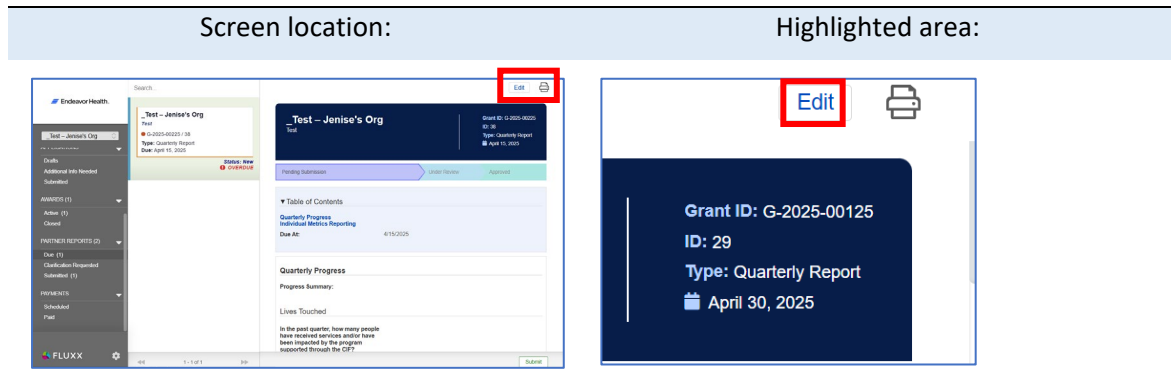 Screen location:
Highlighted area:
Search...
Edit
Endeavor Health.
_Test – Jenise's Org
Drafts
Additional Info Needed
Submitted
AWARDS (1)
Active (1)
Closed
PARTNER REPORTS (2)
Due (1)
Clarification Requested
Submitted (1)
PAYMENTS
Scheduled
Paid
FLUXX
_Test – Jenise's Org
Test
G-2025-00225 / 38
Type: Quarterly Report
Due: April 15, 2025
Status: New
OVERDUE
1 - 1 of 1
_Test – Jenise's Org
Test
Grant ID: G-2025-00225
ID: 38
Type: Quarterly Report
April 15, 2025
Pending Submission
Under Review
Approved
Table of Contents
Quarterly Progress
Individual Metrics Reporting
Due At: 4/15/2025
Quarterly Progress
Progress Summary:
Lives Touched
In the past quarter, how many people
have received services and/or have
been impacted by the program
supported through the CIF?
Submit
Edit
Grant ID: G-2025-00125
ID: 29
Type: Quarterly Report
April 30, 2025